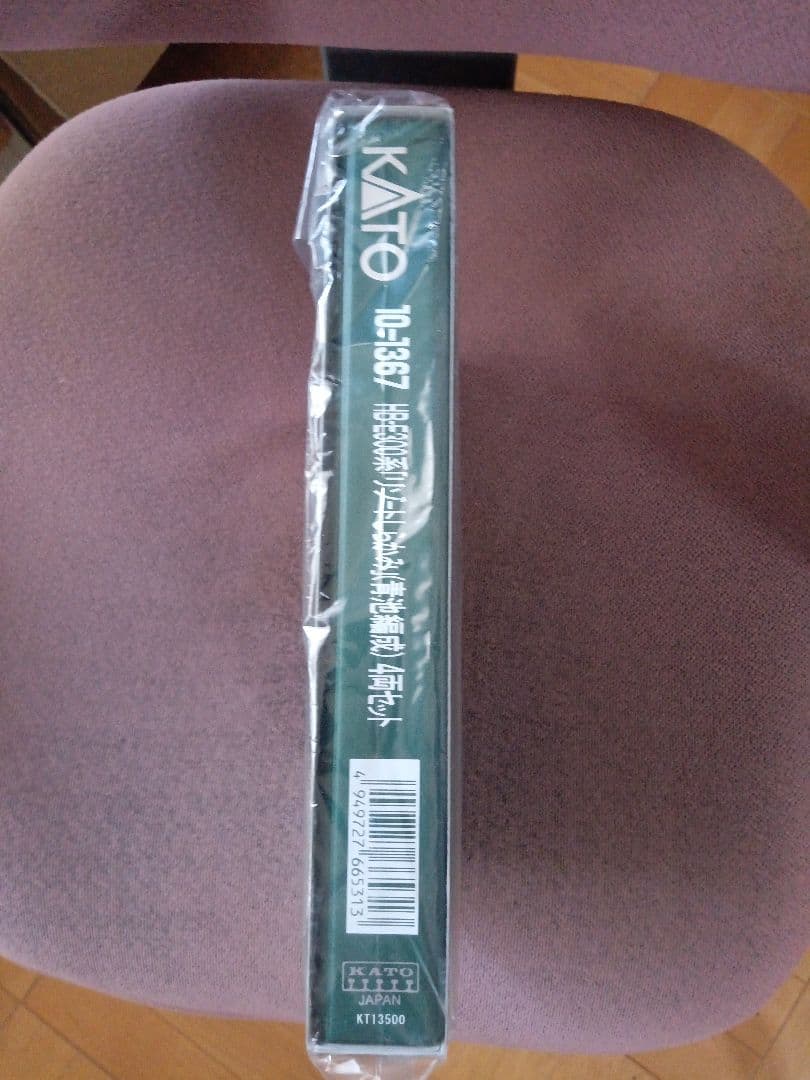 KATO
10-1367
HB-E300系「リゾートしらかみ」(青池編成) 4両セット
4 949727 665313
KATO
JAPAN
KT13500